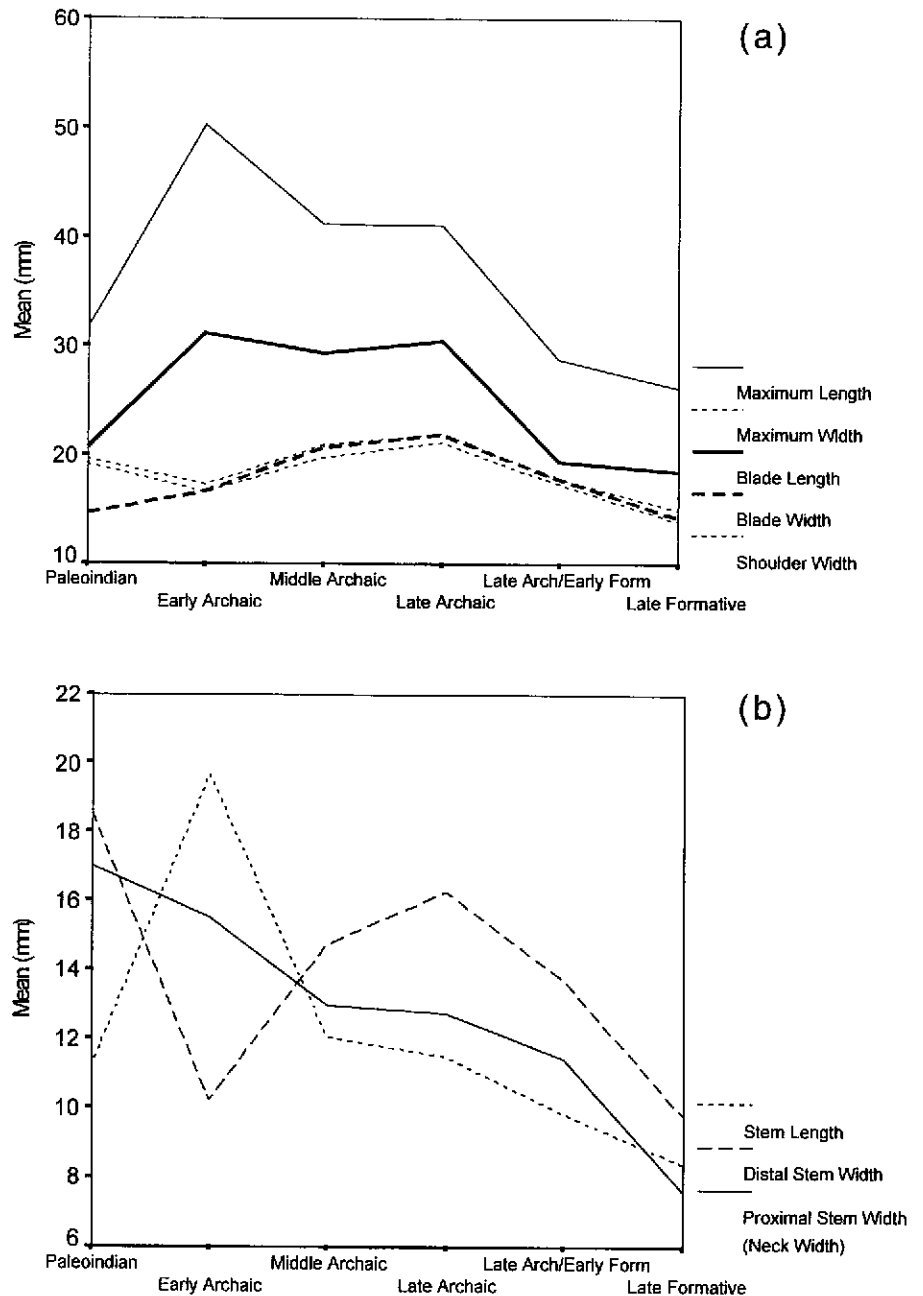 (a)
60
50
40
30
20
10
Mean (mm)
Maximum Length
Maximum Width
Blade Length
Blade Width
Shoulder Width
Paleoindian
Middle Archaic
Late Arch/Early Form
Early Archaic
Late Archaic
Late Formative
(b)
22
20
18
16
14
12
10
8
6
Mean (mm)
Stem Length
Distal Stem Width
Proximal Stem Width
(Neck Width)
Paleoindian
Middle Archaic
Late Arch/Early Form
Early Archaic
Late Archaic
Late Formative